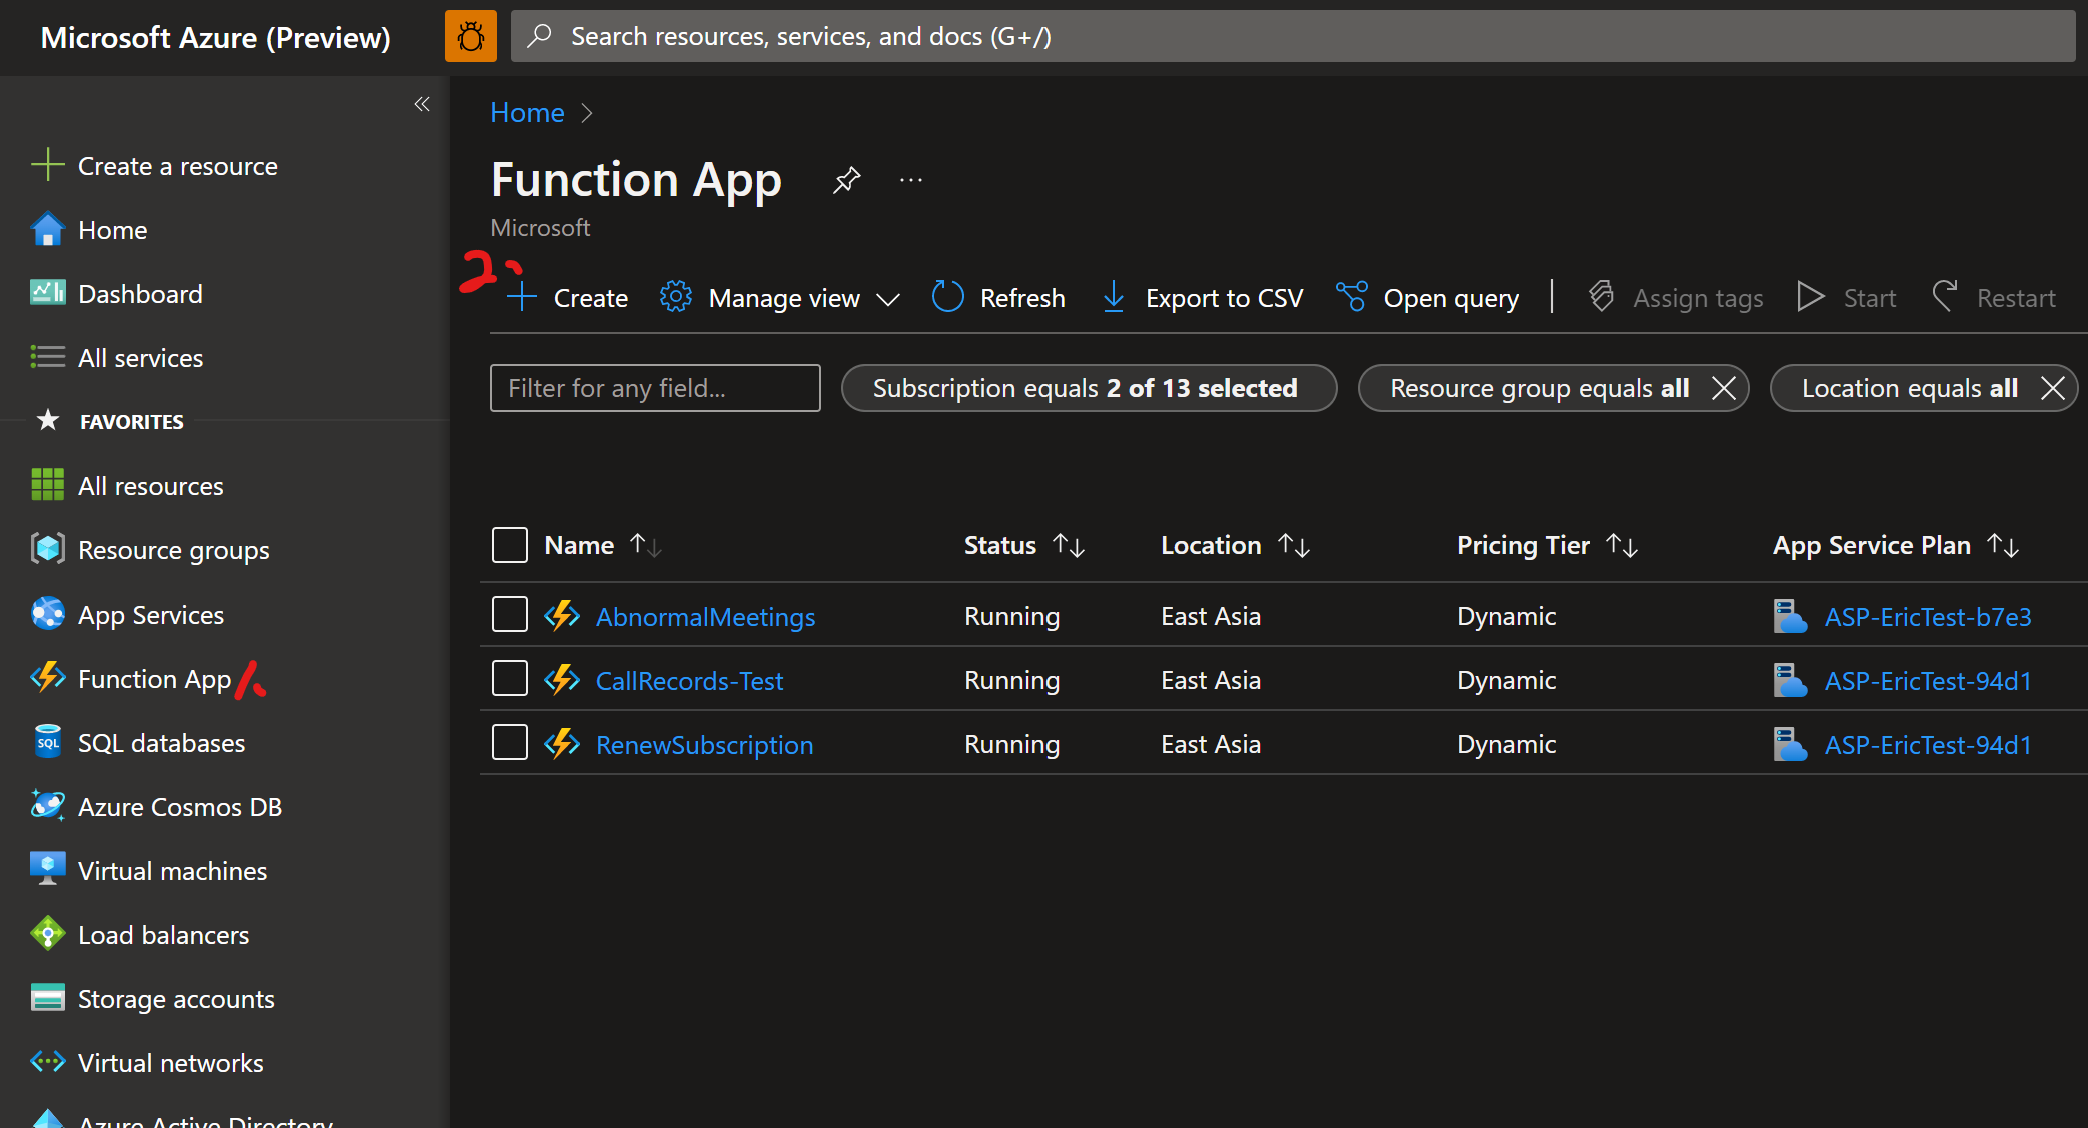 Microsoft Azure (Preview)
Search resources, services, and docs (G+/)
Create a resource
Home
Dashboard
All services
FAVORITES
All resources
Resource groups
App Services
Function App 1.
SQL databases
SQL
Azure Cosmos DB
Virtual machines
Load balancers
Storage accounts
Virtual networks
Azure Active Directory
Home
Function App
Microsoft
2.
Create Manage view Refresh Export to CSV Open query Assign tags Start Restart
Filter for any field... Subscription equals 2 of 13 selected Resource group equals all Location equals all
Name Status Location Pricing Tier App Service Plan
AbnormalMeetings Running East Asia Dynamic ASP-EricTest-b7e3
CallRecords-Test Running East Asia Dynamic ASP-EricTest-94d1
RenewSubscription Running East Asia Dynamic ASP-EricTest-94d1